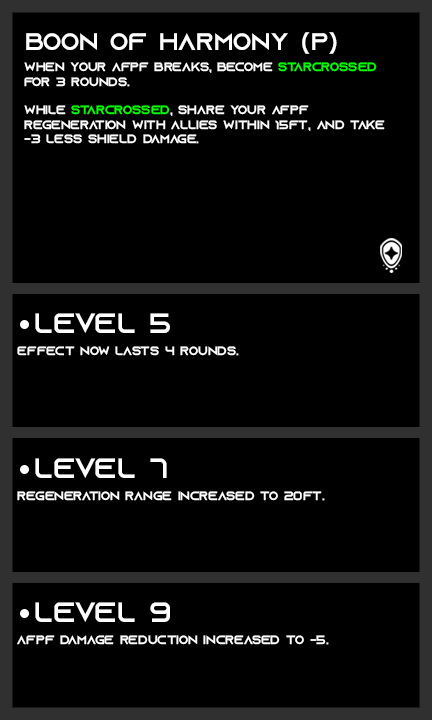 BOON OF HARMONY (P)
WHEN YOUR AFPF BREAKS, BECOME STARCROSSED
FOR 3 ROUNDS.
WHILE STARCROSSED, SHARE YOUR AFPF
REGENERATION WITH ALLIES WITHIN 15FT, AND TAKE
-3 LESS SHIELD DAMAGE.
•LEVEL 5
EFFECT NOW LASTS 4 ROUNDS.
•LEVEL 7
REGENERATION RANGE INCREASED TO 20FT.
•LEVEL 9
AFPF DAMAGE REDUCTION INCREASED TO -5.